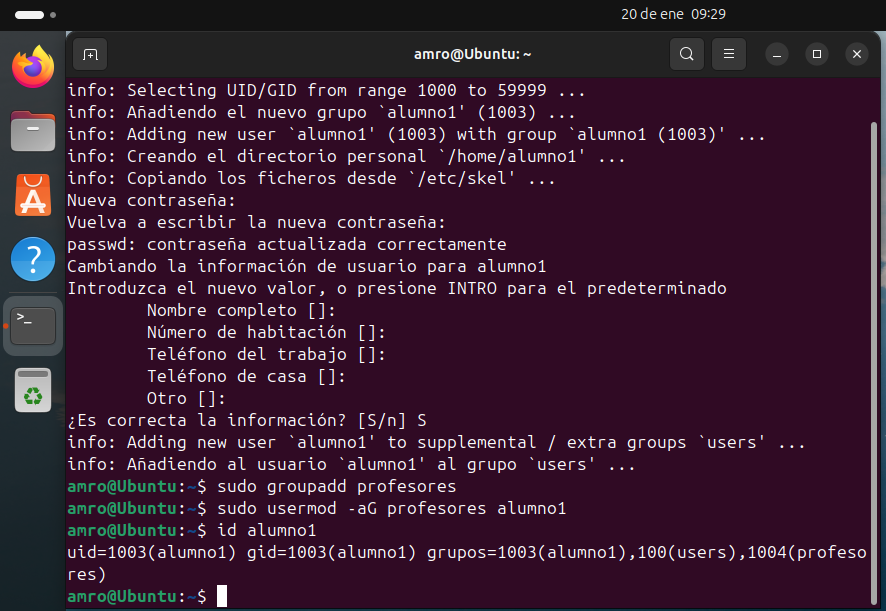 20 de ene 09:29
amro@Ubuntu: ~
info: Selecting UID/GID from range 1000 to 59999 ...
info: Añadiendo el nuevo grupo `alumno1' (1003) ...
info: Adding new user `alumno1' (1003) with group `alumno1 (1003)' ...
info: Creando el directorio personal `/home/alumno1' ...
info: Copiando los ficheros desde `/etc/skel' ...
Nueva contraseña:
Vuelva a escribir la nueva contraseña:
passwd: contraseña actualizada correctamente
Cambiando la información de usuario para alumno1
Introduzca el nuevo valor, o presione INTRO para el predeterminado
Nombre completo []:
Número de habitación []:
Teléfono del trabajo []:
Teléfono de casa []:
Otro []:
¿Es correcta la información? [S/n] S
info: Adding new user `alumno1' to supplemental / extra groups `users' ...
info: Añadiendo al usuario `alumno1' al grupo `users' ...
amro@Ubuntu:~$ sudo groupadd profesores
amro@Ubuntu:~$ sudo usermod -aG profesores alumno1
amro@Ubuntu:~$ id alumno1
uid=1003(alumno1) gid=1003(alumno1) grupos=1003(alumno1),100(users),1004(profeso
res)
amro@Ubuntu:~$